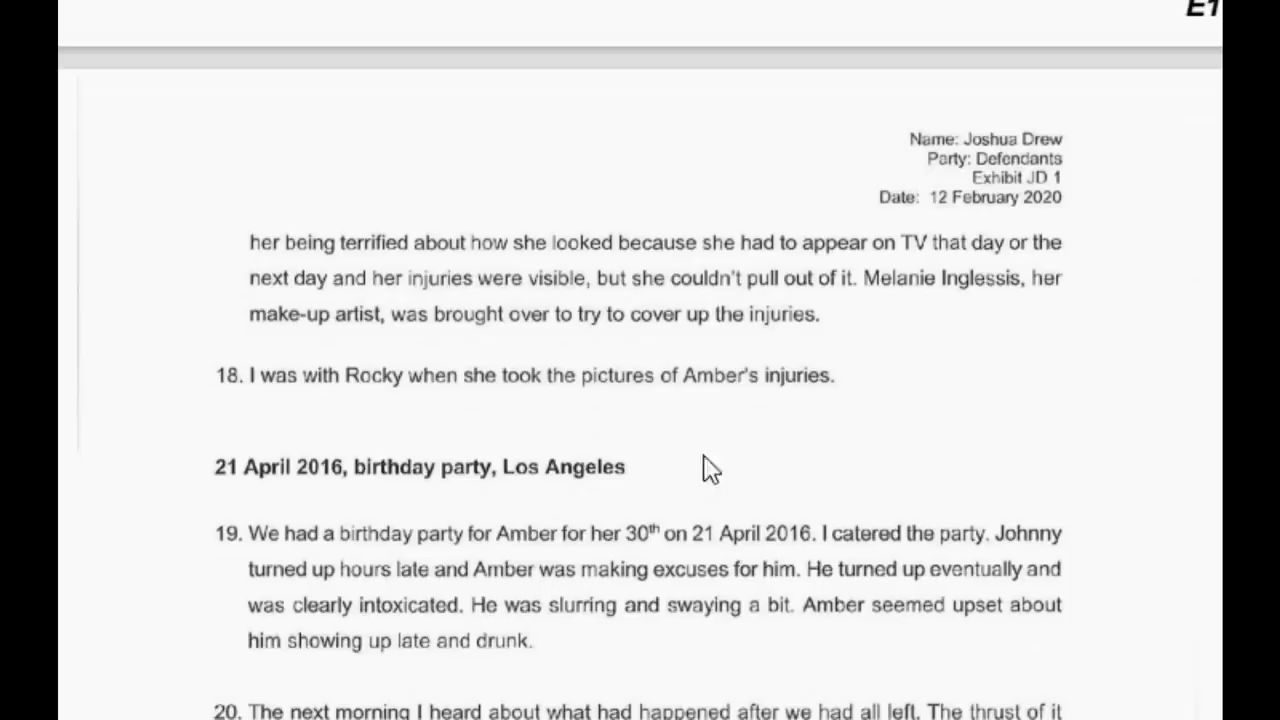 E1
Name: Joshua Drew
Party: Defendants
Exhibit JD 1
Date: 12 February 2020
her being terrified about how she looked because she had to appear on TV that day or the
next day and her injuries were visible, but she couldn't pull out of it. Melanie Inglessis, her
make-up artist, was brought over to try to cover up the injuries.
18. I was with Rocky when she took the pictures of Amber's injuries.
21 April 2016, birthday party, Los Angeles
19. We had a birthday party for Amber for her 30th on 21 April 2016. I catered the party. Johnny
turned up hours late and Amber was making excuses for him. He turned up eventually and
was clearly intoxicated. He was slurring and swaying a bit. Amber seemed upset about
him showing up late and drunk.
20. The next morning I heard about what had happened after we had all left. The thrust of it